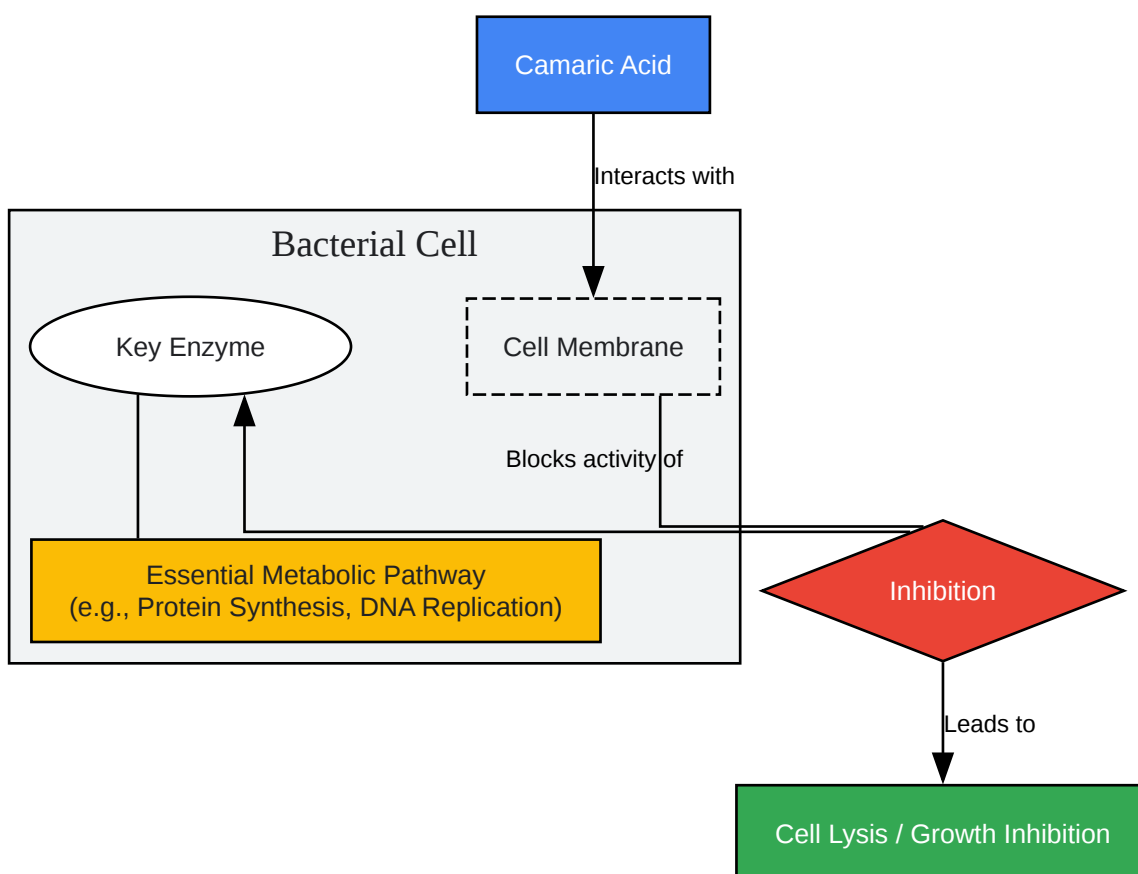 Camaric Acid
Interacts with
Bacterial Cell
Key Enzyme
Cell Membrane
Blocks activity of
Essential Metabolic Pathway
(e.g., Protein Synthesis, DNA Replication)
Inhibition
Leads to
Cell Lysis / Growth Inhibition